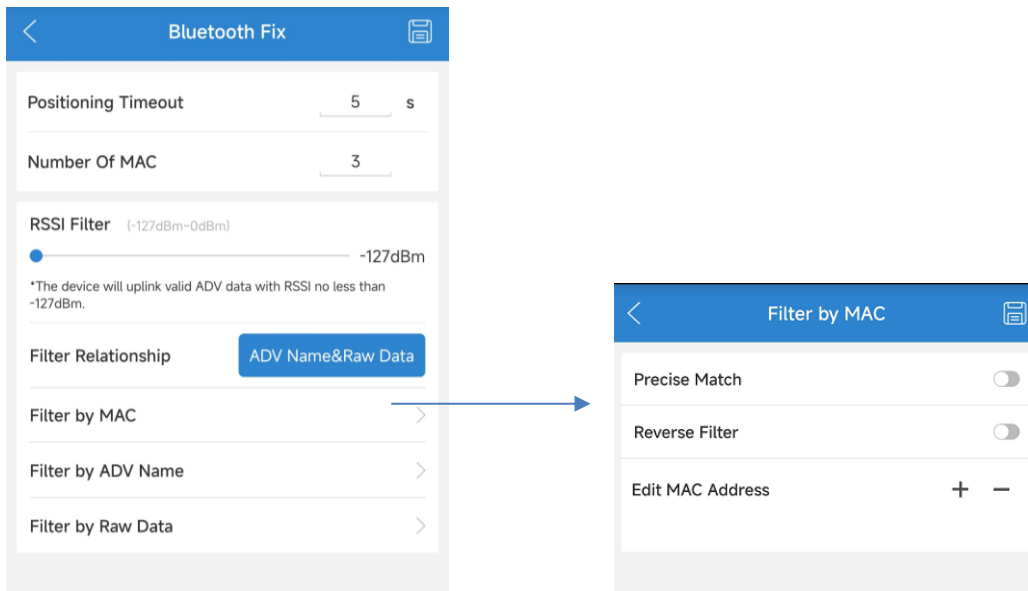 Bluetooth Fix
Positioning Timeout 5 s
Number Of MAC 3
RSSI Filter (-127dBm~0dBm)
-127dBm
*The device will uplink valid ADV data with RSSI no less than
-127dBm.
Filter Relationship ADV Name&Raw Data
Filter by MAC
Filter by ADV Name
Filter by Raw Data
Filter by MAC
Precise Match
Reverse Filter
Edit MAC Address + −